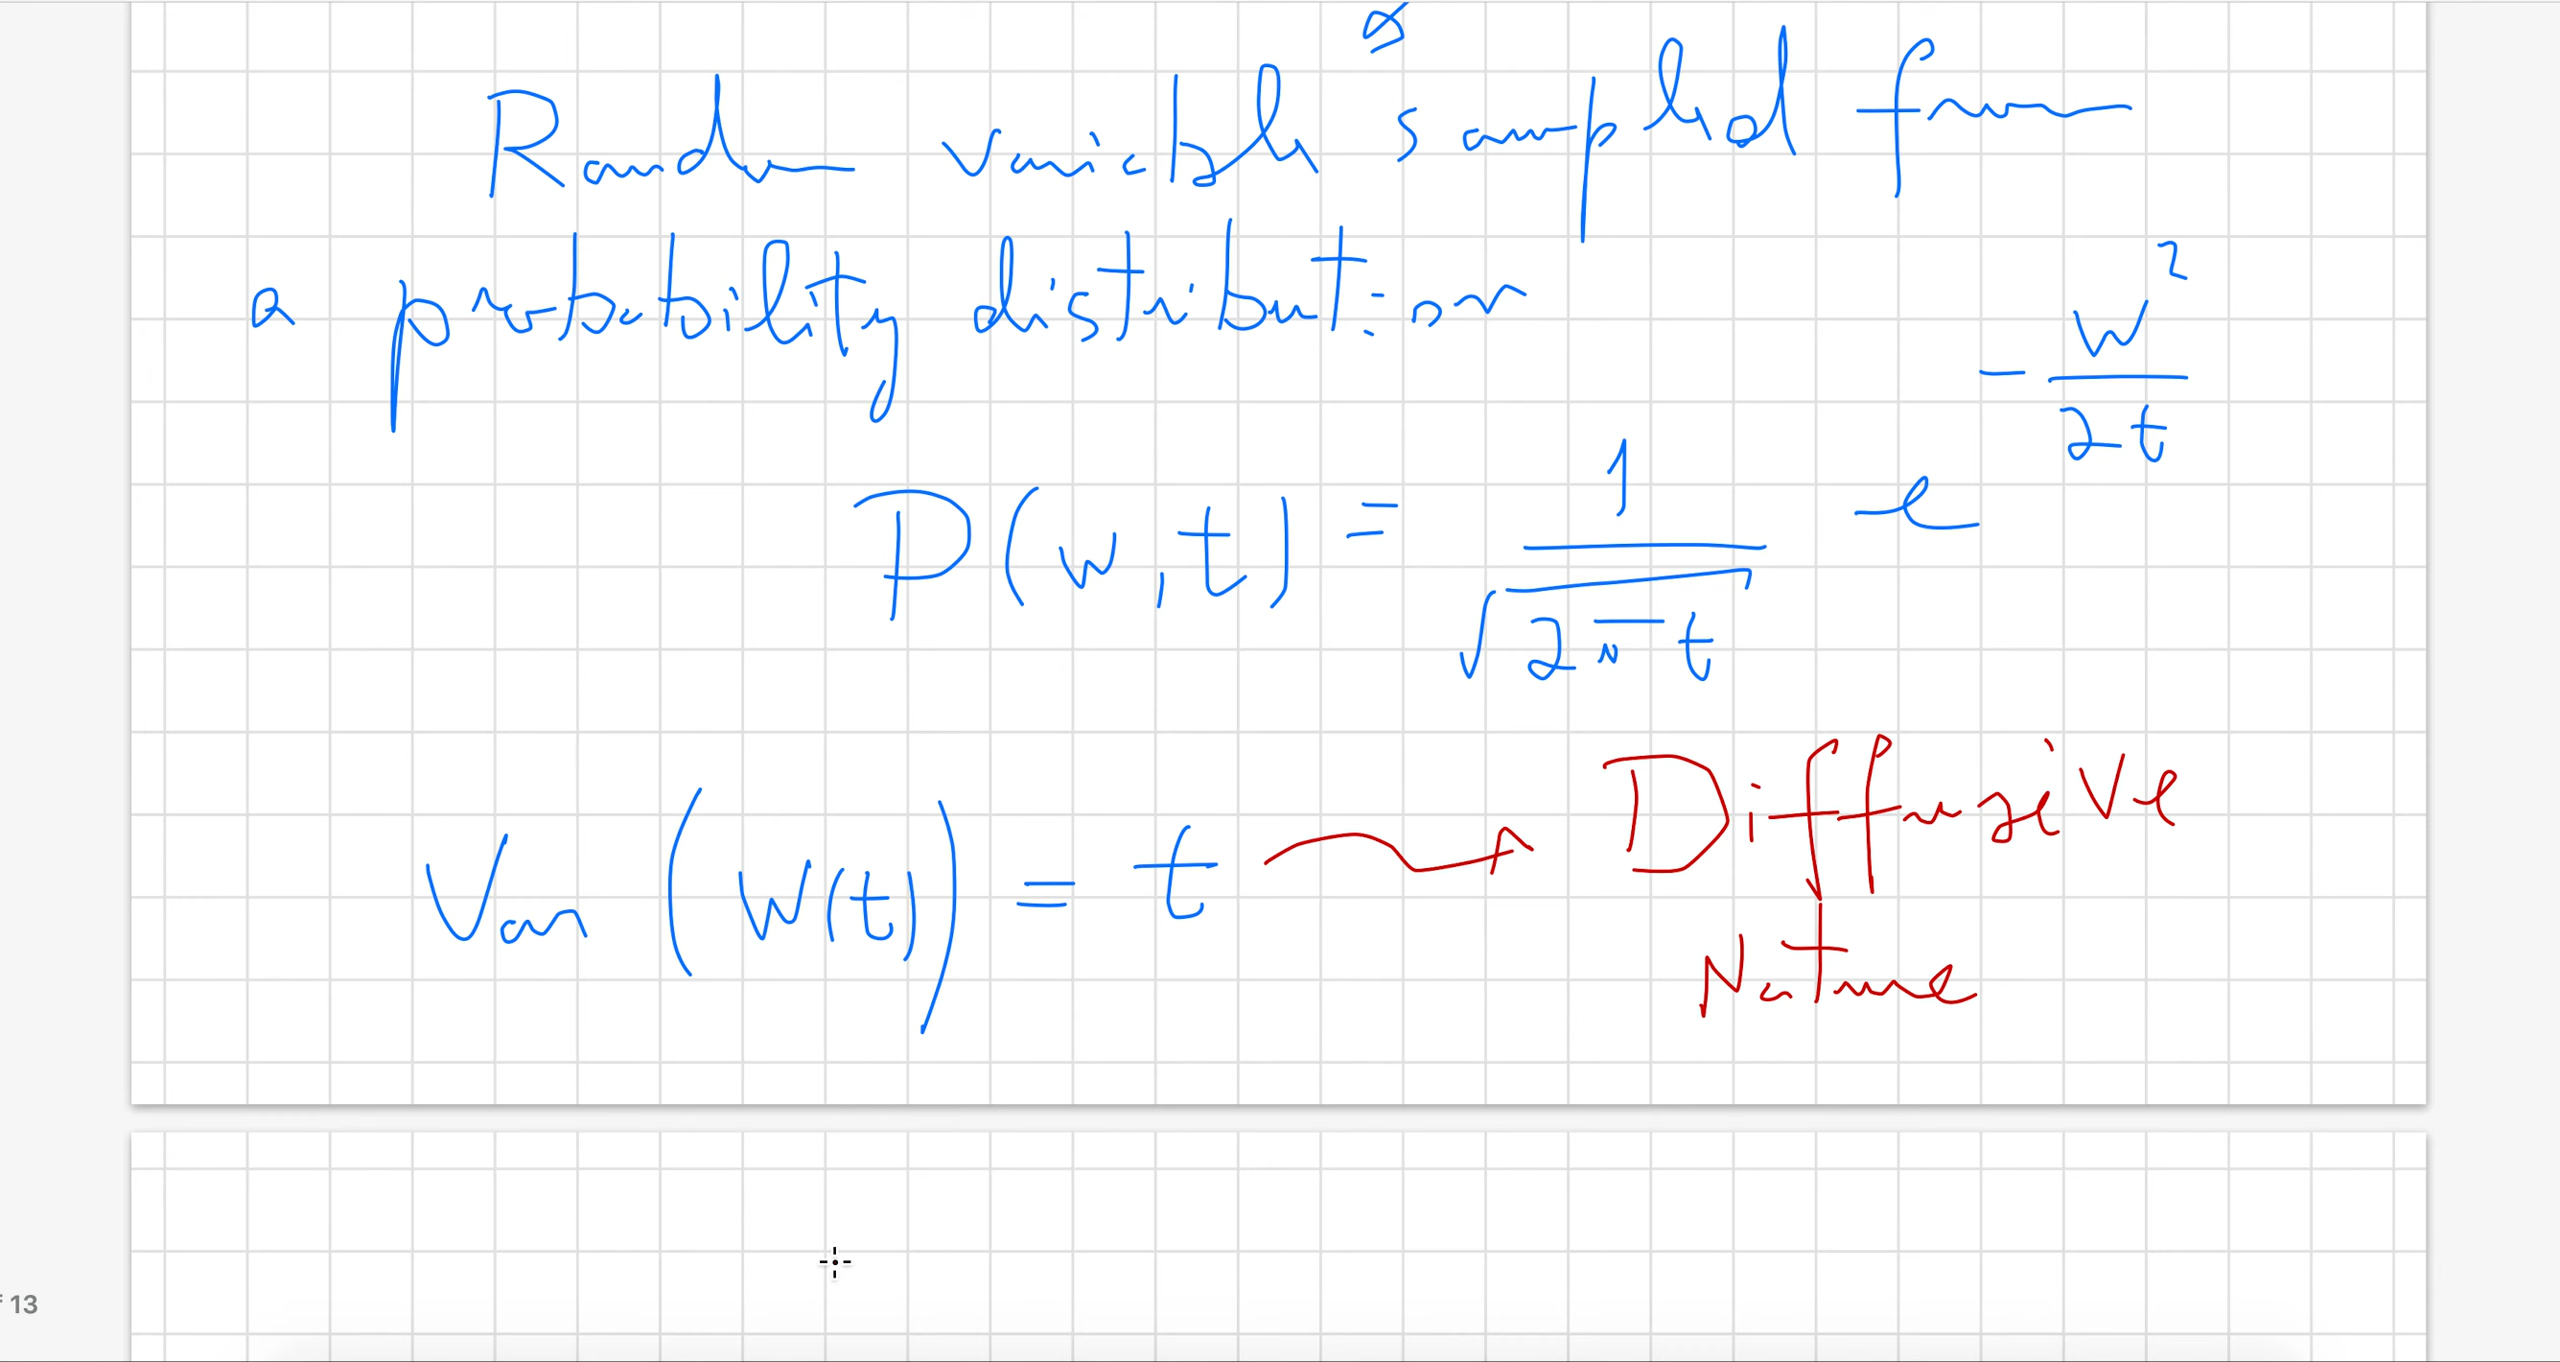 Random variable sampled from
a probability distribution
P(w,t) = 1/√(2πt) e^(-w²/2t)
Var (W(t)) = t → Diffusive
Nature
13